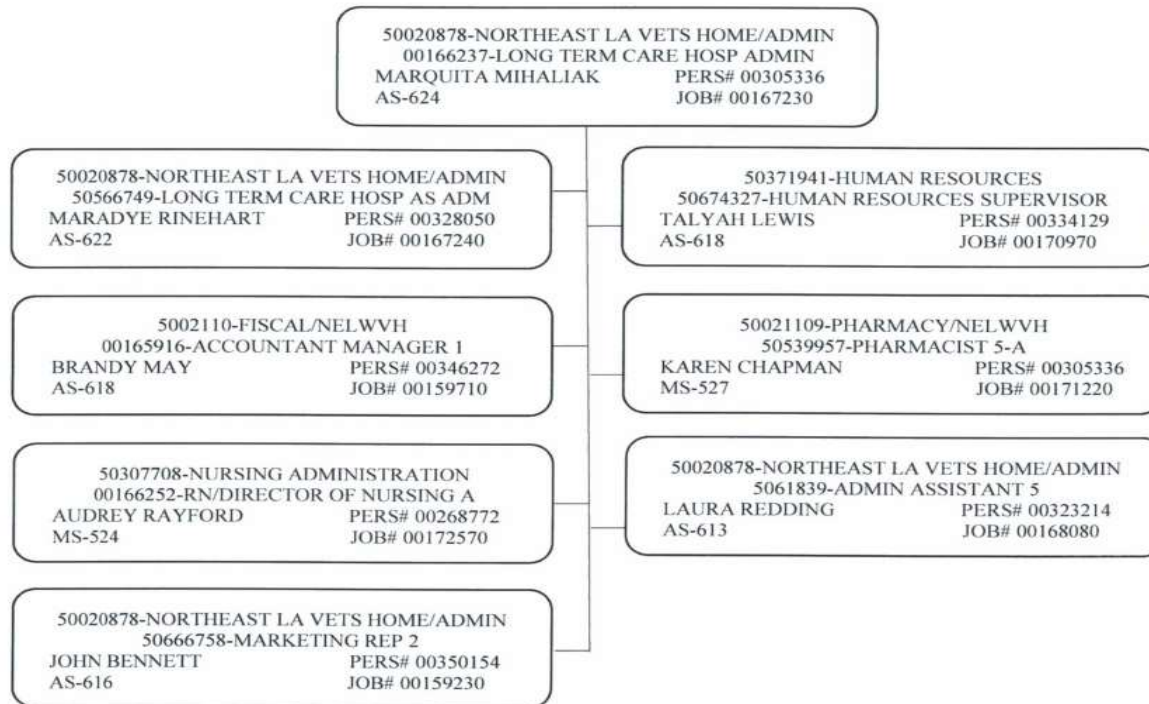 50020878-NORTHEAST LA VETS HOME/ADMIN
00166237-LONG TERM CARE HOSP ADMIN
MARQUITA MIHALIAK PERS# 00305336
AS-624 JOB# 00167230
50020878-NORTHEAST LA VETS HOME/ADMIN
50566749-LONG TERM CARE HOSP AS ADM
MARADYE RINEHART PERS# 00328050
AS-622 JOB# 00167240
50371941-HUMAN RESOURCES
50674327-HUMAN RESOURCES SUPERVISOR
TALYAH LEWIS PERS# 00334129
AS-618 JOB# 00170970
5002110-FISCAL/NELWVH
00165916-ACCOUNTANT MANAGER 1
BRANDY MAY PERS# 00346272
AS-618 JOB# 00159710
50021109-PHARMACY/NELWVH
50539957-PHARMACIST 5-A
KAREN CHAPMAN PERS# 00305336
MS-527 JOB# 00171220
50307708-NURSING ADMINISTRATION
00166252-RN/DIRECTOR OF NURSING A
AUDREY RAYFORD PERS# 00268772
MS-524 JOB# 00172570
50020878-NORTHEAST LA VETS HOME/ADMIN
5061839-ADMIN ASSISTANT 5
LAURA REDDING PERS# 00323214
AS-613 JOB# 00168080
50020878-NORTHEAST LA VETS HOME/ADMIN
50666758-MARKETING REP 2
JOHN BENNETT PERS# 00350154
AS-616 JOB# 00159230